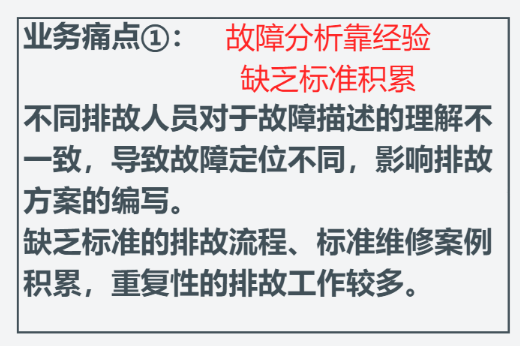 业务痛点①： 故障分析靠经验
缺乏标准积累
不同排故人员对于故障描述的理解不
一致，导致故障定位不同，影响排故
方案的编写。
缺乏标准的排故流程、标准维修案例
积累，重复性的排故工作较多。